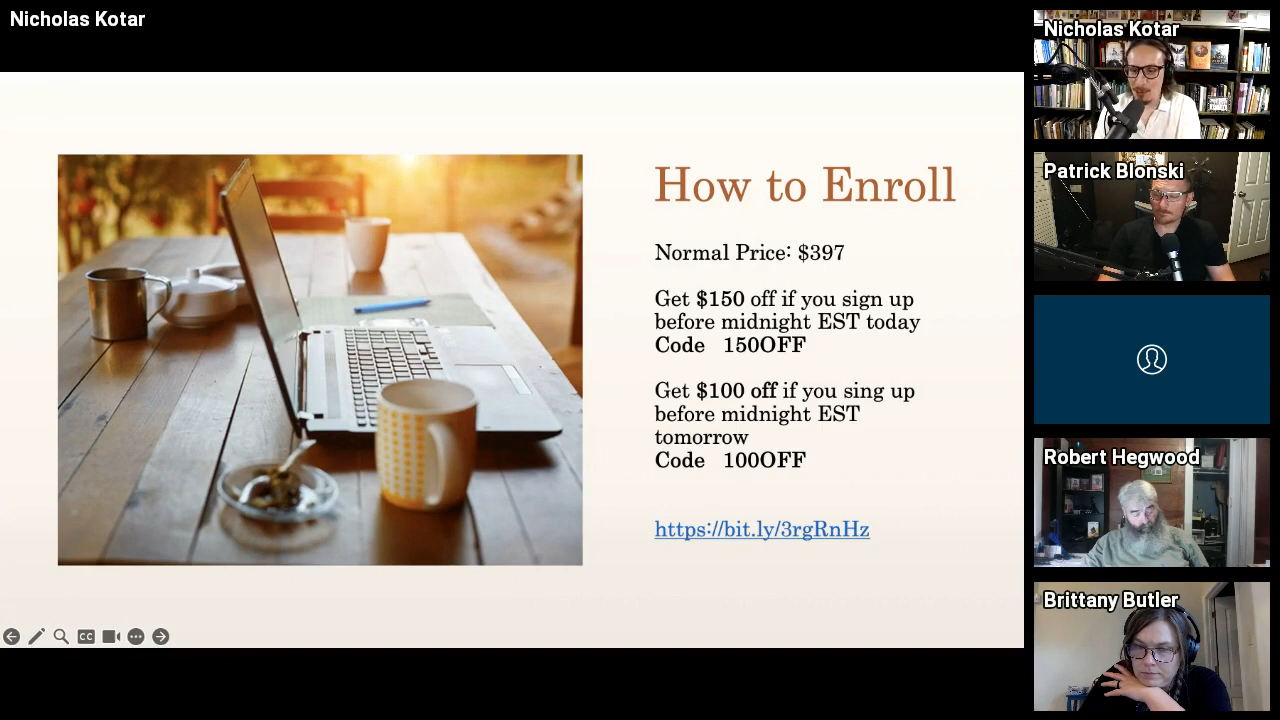 Nicholas Kotar
How to Enroll
Normal Price: $397
Get $150 off if you sign up
before midnight EST today
Code 150OFF
Get $100 off if you sing up
before midnight EST
tomorrow
Code 100OFF
https://bit.ly/3rgRnHz
CC
Nicholas Kotar
Patrick Blonski
Robert Hegwood
Brittany Butler